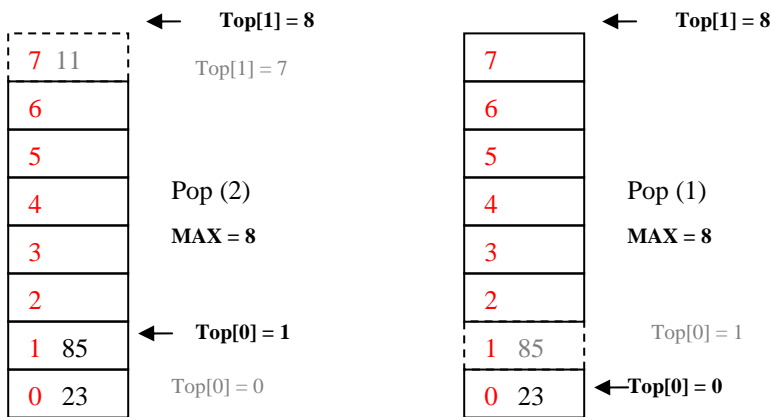 Top[1] = 8
7 11
Top[1] = 7
6
5
4
Pop (2)
3
MAX = 8
2
1 85
Top[0] = 1
0 23
Top[0] = 0
Top[1] = 8
7
6
5
4
Pop (1)
3
MAX = 8
2
1 85
Top[0] = 1
0 23
Top[0] = 0